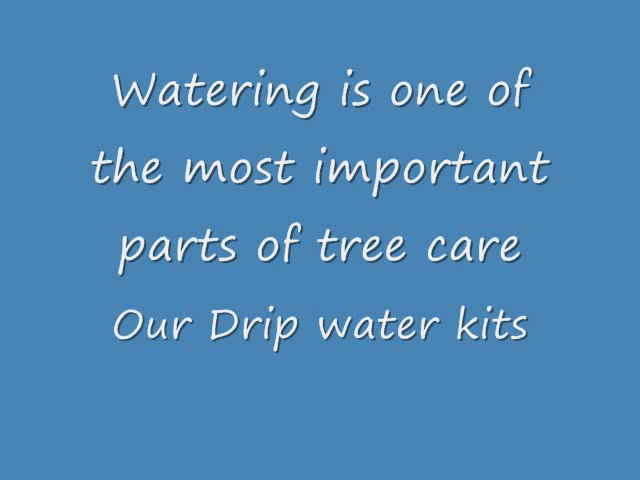 Watering is one of
the most important
parts of tree care
Our Drip water kits